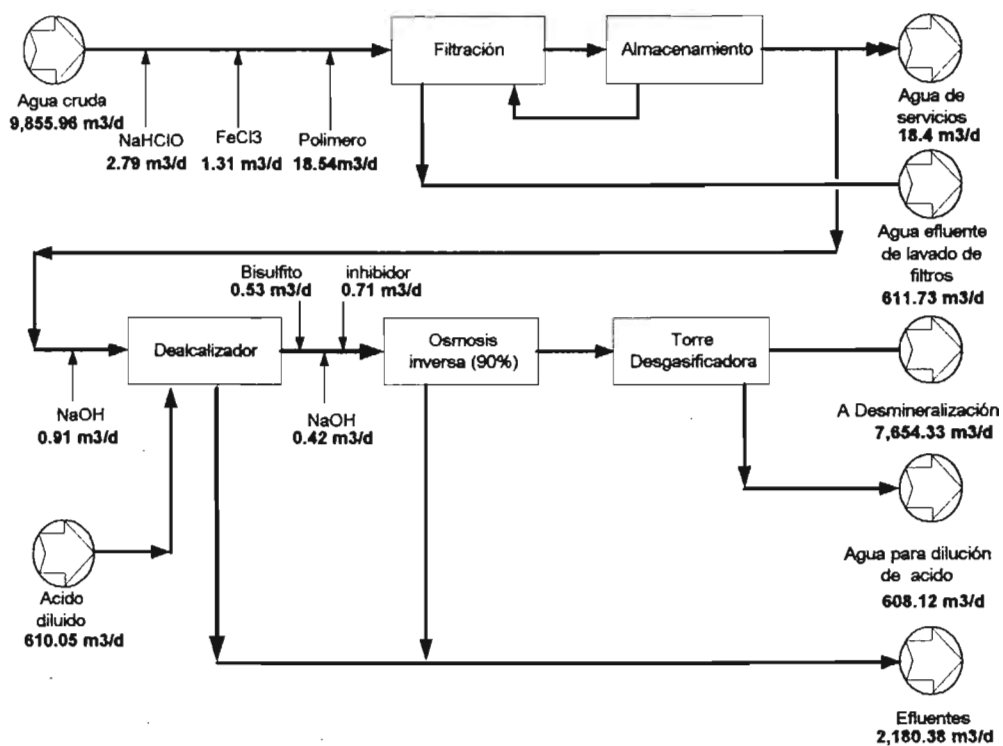 Filtración
Almacenamiento
Agua cruda
9,855.96 m3/d
NaHClO
2.79 m3/d
FeCl3
1.31 m3/d
Polimero
18.54m3/d
Agua de
servicios
18.4 m3/d
Agua efluente
de lavado de
filtros
611.73 m3/d
Bisulfito
0.53 m3/d
inhibidor
0.71 m3/d
Dealcalizador
Osmosis
inversa (90%)
Torre
Desgasificadora
NaOH
0.91 m3/d
NaOH
0.42 m3/d
A Desmineralización
7,654.33 m3/d
Acido
diluido
610.05 m3/d
Agua para dilución
de acido
608.12 m3/d
Efluentes
2,180.38 m3/d